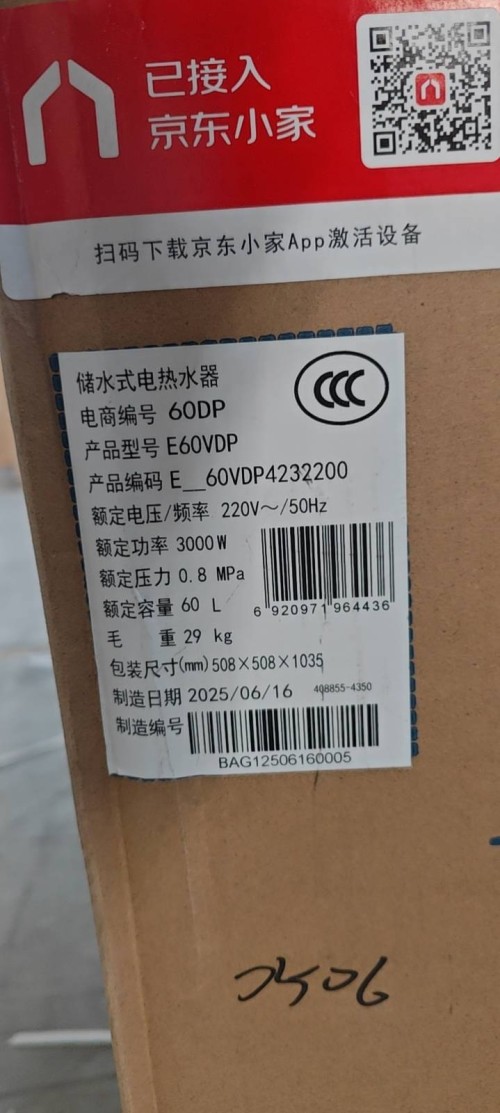 已接入
京东小家
扫码下载京东小家App激活设备
储水式电热水器
电商编号 60DP
产品型号 E60VDP
产品编码 E__60VDP4232200
额定电压/频率 220V～/50Hz
额定功率 3000W
额定压力 0.8 MPa
额定容量 60 L
6 920971 964436
毛 重 29 kg
包装尺寸(mm)508×508×1035
制造日期 2025/06/16 408855-4350
制造编号
BAG12506160005